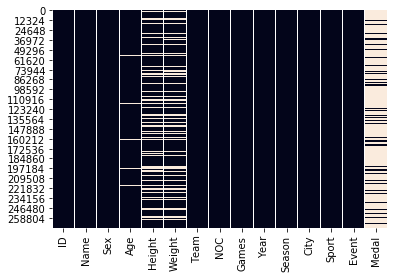 0
12324
24648
36972
49296
61620
73944
86268
98592
110916
123240
135564
147888
160212
172536
184860
197184
209508
221832
234156
246480
258804
ID
Name
Sex
Age
Height
Weight
Team
NOC
Games
Year
Season
City
Sport
Event
Medal